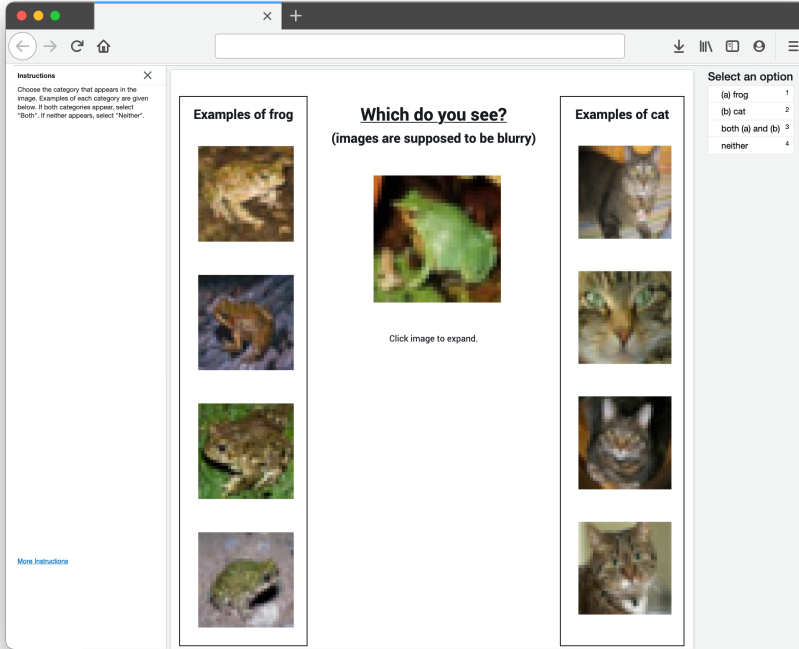 Instructions
Choose the category that appears in the
image. Examples of each category are given
below. If both categories appear, select
"Both". If neither appears, select "Neither".
More Instructions
Examples of frog
Which do you see?
(images are supposed to be blurry)
Click image to expand.
Examples of cat
Select an option
(a) frog 1
(b) cat 2
both (a) and (b) 3
neither 4